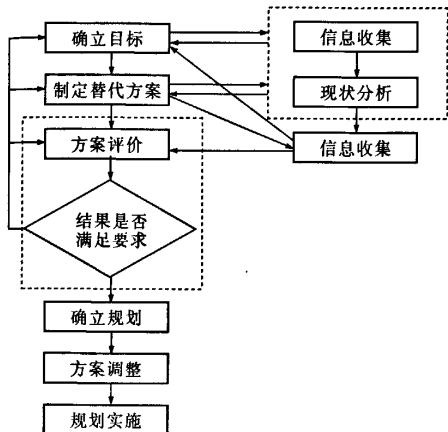 确立目标
信息收集
制定替代方案
现状分析
方案评价
信息收集
结果是否
满足要求
确立规划
方案调整
规划实施